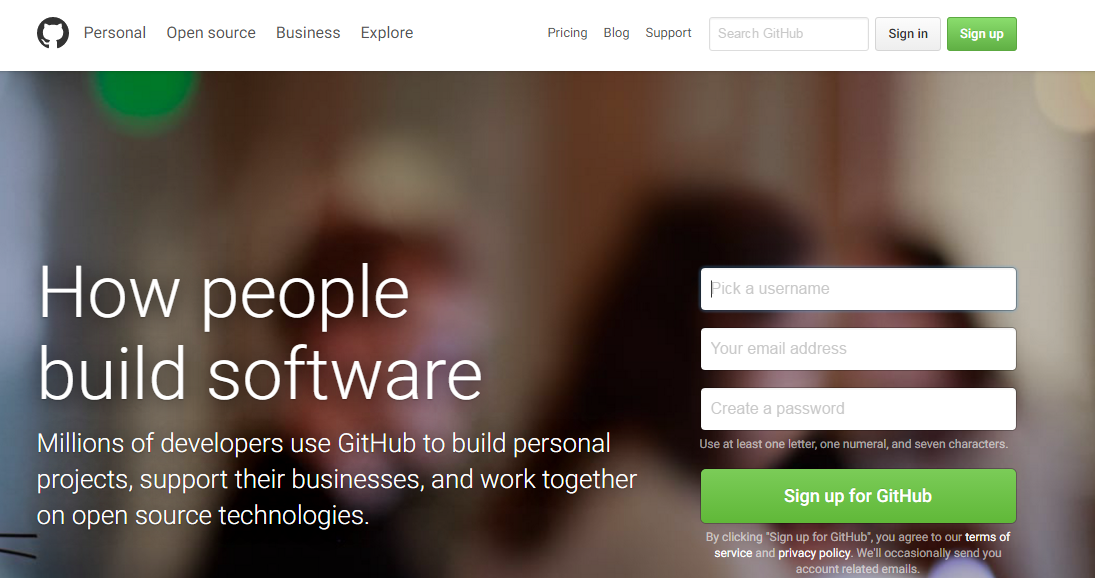 Personal Open source Business Explore Pricing Blog Support Search GitHub Sign in Sign up
How people
build software
Millions of developers use GitHub to build personal
projects, support their businesses, and work together
on open source technologies.
Pick a username
Your email address
Create a password
Use at least one letter, one numeral, and seven characters.
Sign up for GitHub
By clicking "Sign up for GitHub", you agree to our terms of
service and privacy policy. We'll occasionally send you
account related emails.